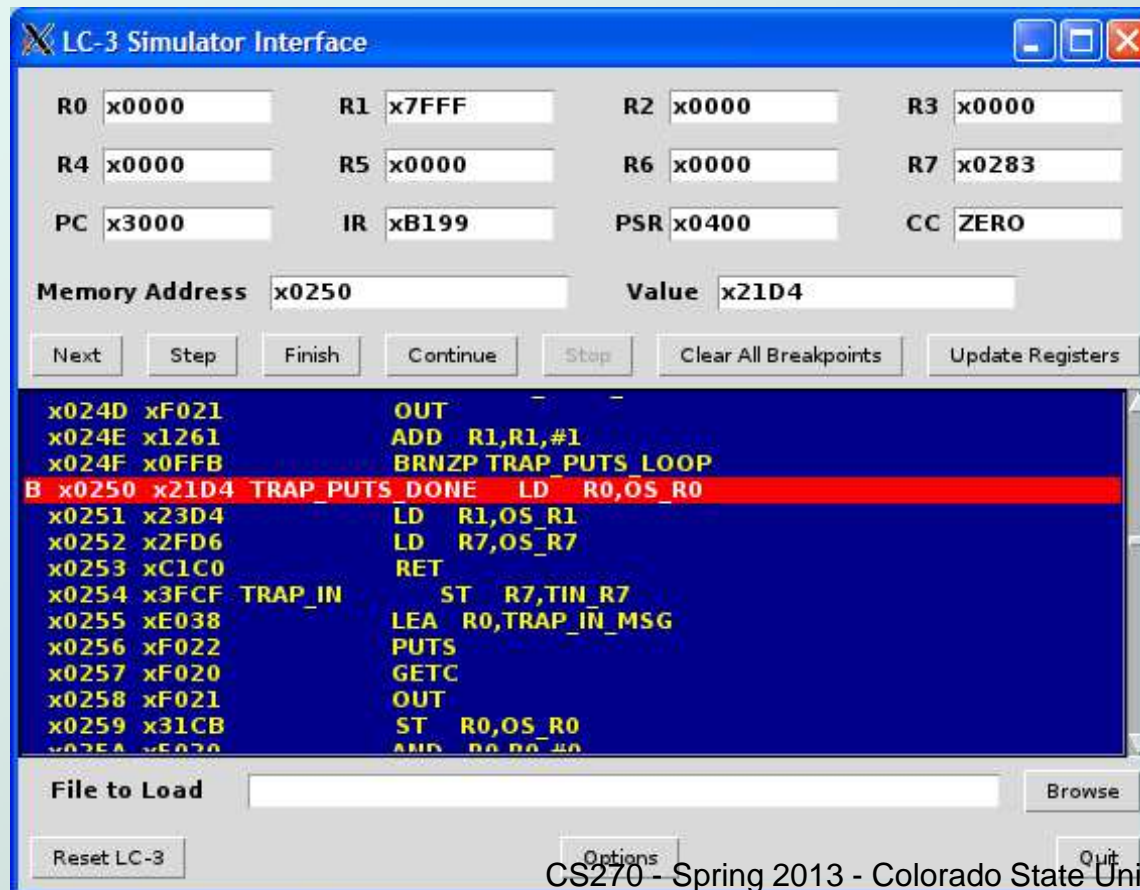 LC-3 Simulator Interface
R0 x0000 R1 x7FFF R2 x0000 R3 x0000
R4 x0000 R5 x0000 R6 x0000 R7 x0283
PC x3000 IR xB199 PSR x0400 CC ZERO
Memory Address x0250 Value x21D4
Next Step Finish Continue Stop Clear All Breakpoints Update Registers
x024D xF021 OUT
x024E x1261 ADD R1,R1,#1
x024F x0FFB BRNZP TRAP_PUTS_LOOP
B x0250 x21D4 TRAP_PUTS_DONE LD R0,OS_R0
x0251 x23D4 LD R1,OS_R1
x0252 x2FD6 LD R7,OS_R7
x0253 xC1C0 RET
x0254 x3FCF TRAP_IN ST R7,TIN_R7
x0255 xE038 LEA R0,TRAP_IN_MSG
x0256 xF022 PUTS
x0257 xF020 GETC
x0258 xF021 OUT
x0259 x31CB ST R0,OS_R0
x025A x5020 AND R0,R0,#0
File to Load Browse
Reset LC-3 Options Quit
CS270 - Spring 2013 - Colorado State Uni